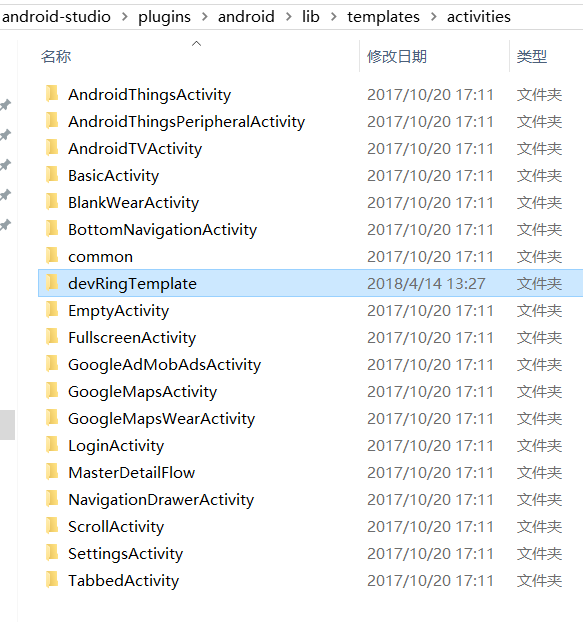 android-studio > plugins > android > lib > templates > activities
名称 修改日期 类型
AndroidThingsActivity 2017/10/20 17:11 文件夹
AndroidThingsPeripheralActivity 2017/10/20 17:11 文件夹
AndroidTVActivity 2017/10/20 17:11 文件夹
BasicActivity 2017/10/20 17:11 文件夹
BlankWearActivity 2017/10/20 17:11 文件夹
BottomNavigationActivity 2017/10/20 17:11 文件夹
common 2017/10/20 17:11 文件夹
devRingTemplate 2018/4/14 13:27 文件夹
EmptyActivity 2017/10/20 17:11 文件夹
FullscreenActivity 2017/10/20 17:11 文件夹
GoogleAdMobAdsActivity 2017/10/20 17:11 文件夹
GoogleMapsActivity 2017/10/20 17:11 文件夹
GoogleMapsWearActivity 2017/10/20 17:11 文件夹
LoginActivity 2017/10/20 17:11 文件夹
MasterDetailFlow 2017/10/20 17:11 文件夹
NavigationDrawerActivity 2017/10/20 17:11 文件夹
ScrollActivity 2017/10/20 17:11 文件夹
SettingsActivity 2017/10/20 17:11 文件夹
TabbedActivity 2017/10/20 17:11 文件夹